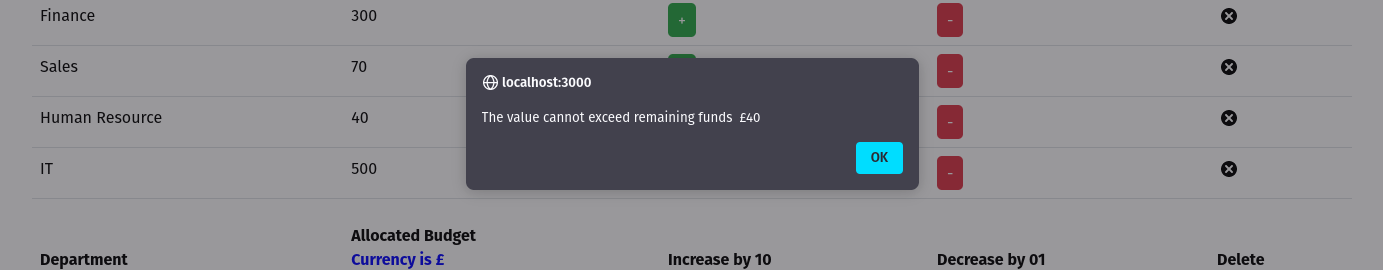 Finance 300 + -
Sales 70 -
localhost:3000
The value cannot exceed remaining funds £40
Human Resource 40 -
OK
IT 500 -
Allocated Budget
Department Currency is £ Increase by 10 Decrease by 01 Delete